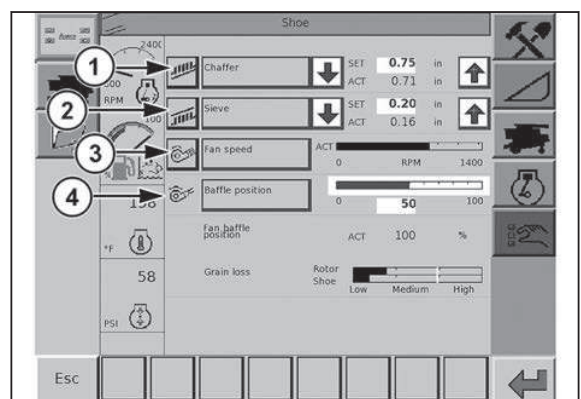 Shoe
2400
600
RPM
100
1
Chaffer
SET 0.75 in
ACT 0.71 in
2
Sieve
SET 0.20 in
ACT 0.16 in
3
Fan speed
ACT
0 RPM 1400
4
Baffle position
0 50 100
Fan baffle
position
ACT 100 %
°F
58
PSI
Grain loss
Rotor
Shoe
Low Medium High
Esc